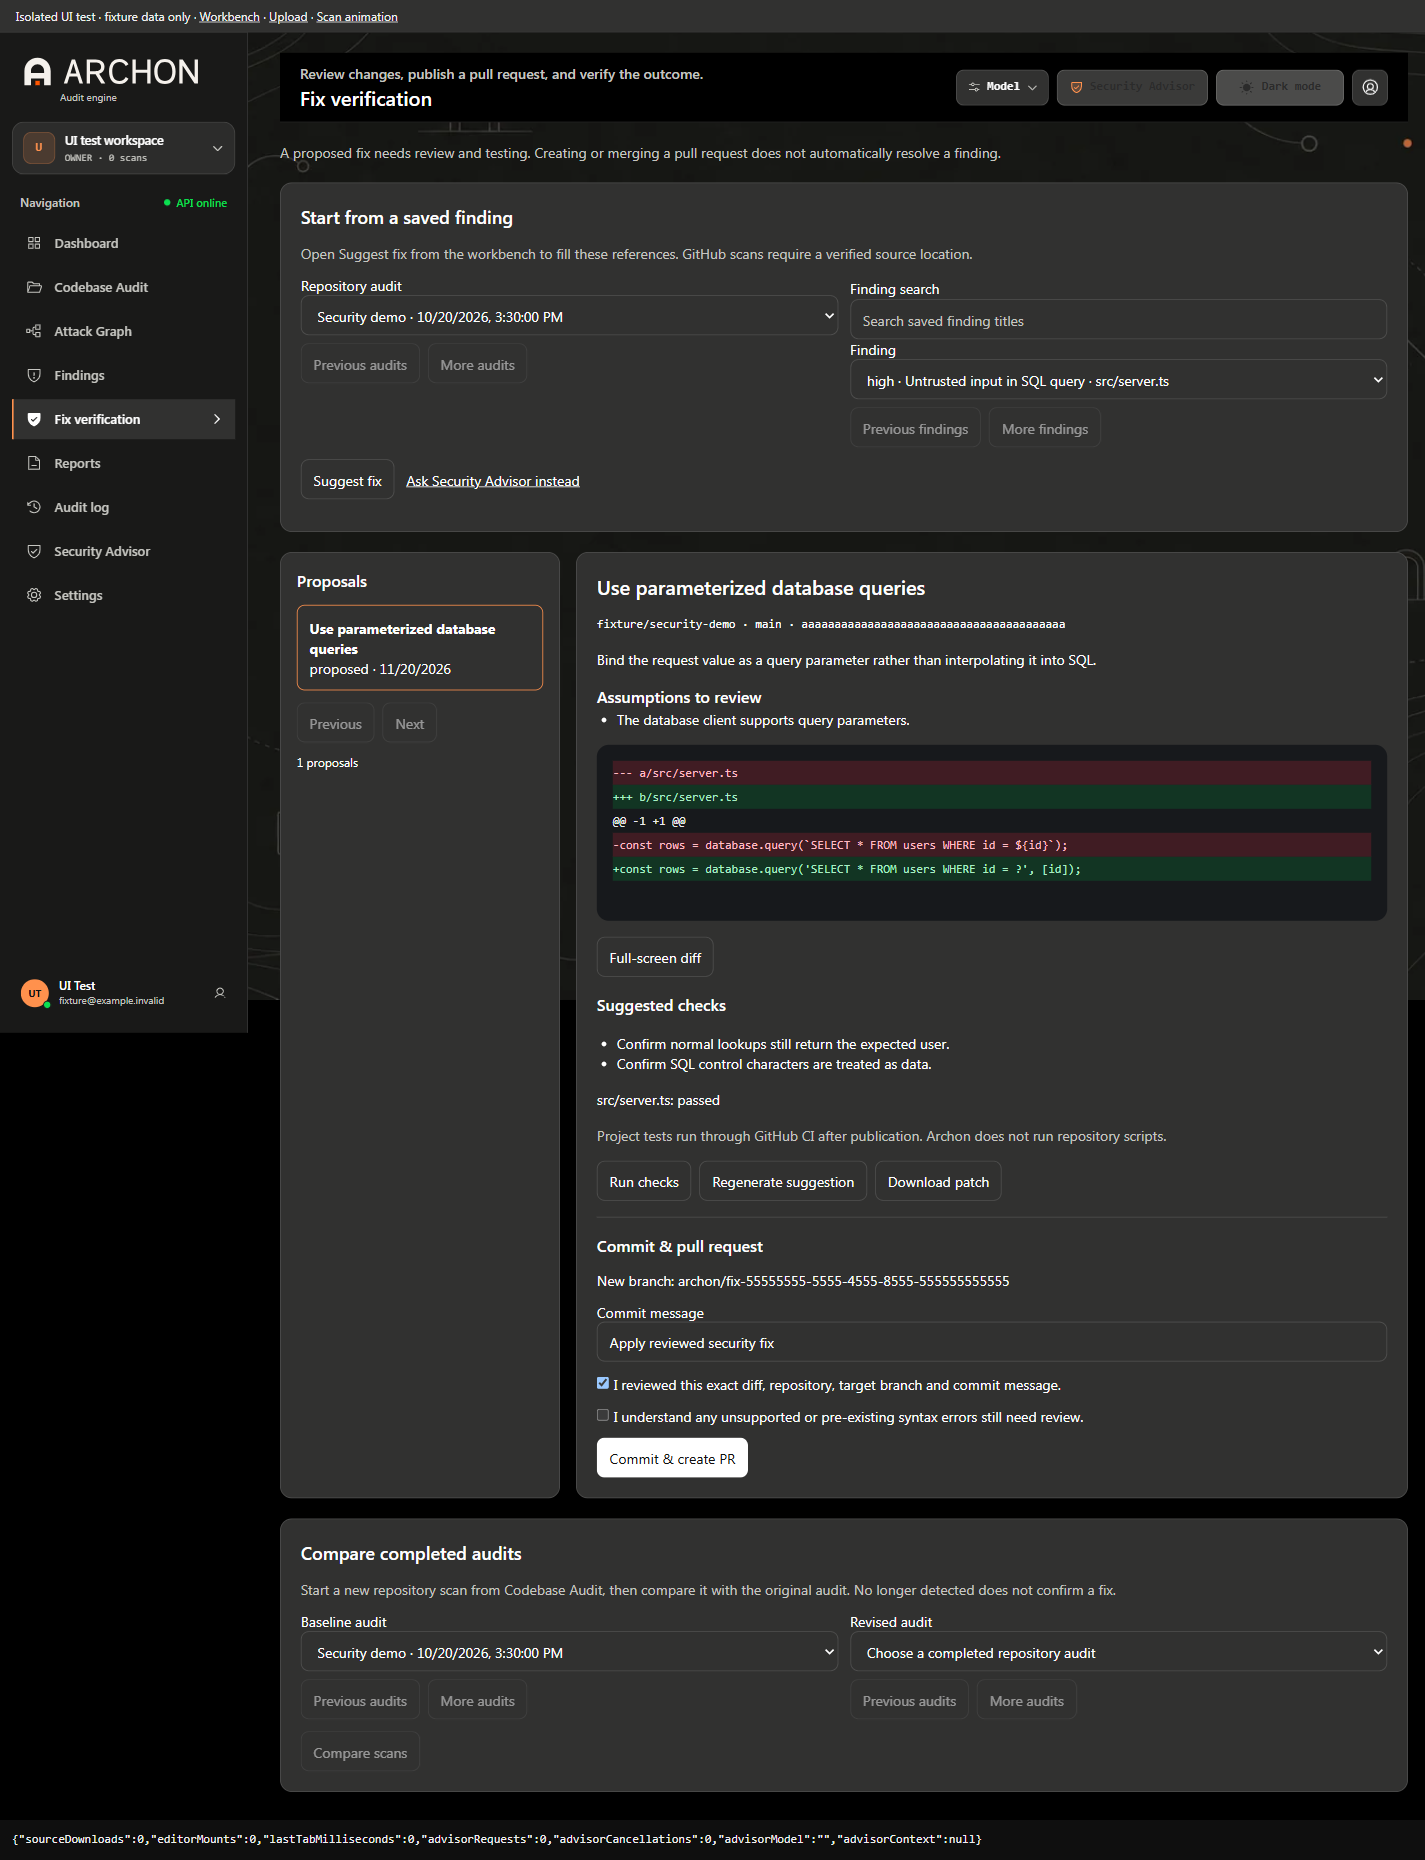 Isolated UI test · fixture data only · Workbench · Upload · Scan animation
ARCHON
Audit engine
U
UI test workspace
OWNER · 0 scans
Navigation
API online
Dashboard
Codebase Audit
Attack Graph
Findings
Fix verification
Reports
Audit log
Security Advisor
Settings
UT
UI Test
fixture@example.invalid
Review changes, publish a pull request, and verify the outcome.
Fix verification
Model
Security Advisor
Dark mode
A proposed fix needs review and testing. Creating or merging a pull request does not automatically resolve a finding.
Start from a saved finding
Open Suggest fix from the workbench to fill these references. GitHub scans require a verified source location.
Repository audit
Security demo · 10/20/2026, 3:30:00 PM
Previous audits
More audits
Finding search
Search saved finding titles
Finding
high · Untrusted input in SQL query · src/server.ts
Previous findings
More findings
Suggest fix
Ask Security Advisor instead
Proposals
Use parameterized database
queries
proposed · 11/20/2026
Previous
Next
1 proposals
Use parameterized database queries
fixture/security-demo · main · aaaaaaaaaaaaaaaaaaaaaaaaaaaaaaaaaaaaaaaa
Bind the request value as a query parameter rather than interpolating it into SQL.
Assumptions to review
• The database client supports query parameters.
--- a/src/server.ts
+++ b/src/server.ts
@@ -1 +1 @@
-const rows = database.query(`SELECT * FROM users WHERE id = ${id}`);
+const rows = database.query('SELECT * FROM users WHERE id = ?', [id]);
Full-screen diff
Suggested checks
• Confirm normal lookups still return the expected user.
• Confirm SQL control characters are treated as data.
src/server.ts: passed
Project tests run through GitHub CI after publication. Archon does not run repository scripts.
Run checks
Regenerate suggestion
Download patch
Commit & pull request
New branch: archon/fix-55555555-5555-4555-8555-555555555555
Commit message
Apply reviewed security fix
I reviewed this exact diff, repository, target branch and commit message.
I understand any unsupported or pre-existing syntax errors still need review.
Commit & create PR
Compare completed audits
Start a new repository scan from Codebase Audit, then compare it with the original audit. No longer detected does not confirm a fix.
Baseline audit
Security demo · 10/20/2026, 3:30:00 PM
Previous audits
More audits
Revised audit
Choose a completed repository audit
Previous audits
More audits
Compare scans
{"sourceDownloads":0,"editorMounts":0,"lastTabMilliseconds":0,"advisorRequests":0,"advisorCancellations":0,"advisorModel":"","advisorContext":null}